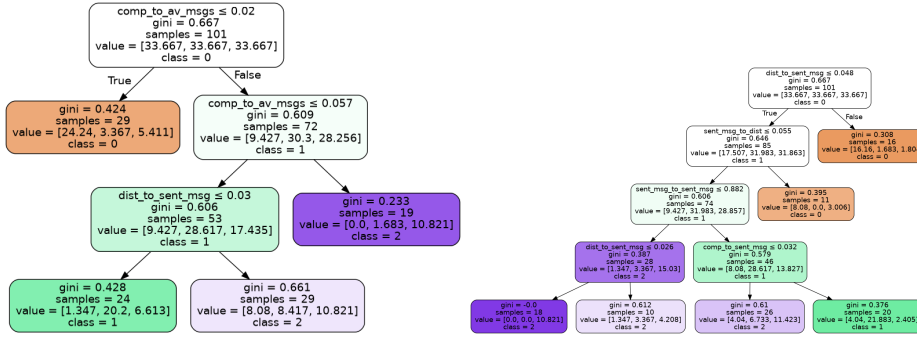 comp_to_av_msgs ≤ 0.02
gini = 0.667
samples = 101
value = [33.667, 33.667, 33.667]
class = 0
True
False
gini = 0.424
samples = 29
value = [24.24, 3.367, 5.411]
class = 0
comp_to_av_msgs ≤ 0.057
gini = 0.609
samples = 72
value = [9.427, 30.3, 28.256]
class = 1
dist_to_sent_msg ≤ 0.03
gini = 0.606
samples = 53
value = [9.427, 28.617, 17.435]
class = 1
gini = 0.233
samples = 19
value = [0.0, 1.683, 10.821]
class = 2
gini = 0.428
samples = 24
value = [1.347, 20.2, 6.613]
class = 1
gini = 0.661
samples = 29
value = [8.08, 8.417, 10.821]
class = 2
dist_to_sent_msg ≤ 0.048
gini = 0.667
samples = 101
value = [33.667, 33.667, 33.667]
class = 0
True
False
sent_msg_to_dist ≤ 0.055
gini = 0.646
samples = 85
value = [17.507, 31.983, 31.863]
class = 1
gini = 0.308
samples = 16
value = [16.16, 1.683, 1.80
class = 0
sent_msg_to_sent_msg ≤ 0.882
gini = 0.606
samples = 74
value = [9.427, 31.983, 28.857]
class = 1
gini = 0.395
samples = 11
value = [8.08, 0.0, 3.006]
class = 0
dist_to_sent_msg ≤ 0.026
gini = 0.387
samples = 28
value = [1.347, 3.367, 15.03]
class = 2
comp_to_sent_msg ≤ 0.032
gini = 0.579
samples = 46
value = [8.08, 28.617, 13.827]
class = 1
gini = -0.0
samples = 18
value = [0.0, 0.0, 10.821]
class = 2
gini = 0.612
samples = 10
value = [1.347, 3.367, 4.208]
class = 2
gini = 0.61
samples = 26
value = [4.04, 6.733, 11.423]
class = 2
gini = 0.376
samples = 20
value = [4.04, 21.883, 2.405]
class = 1